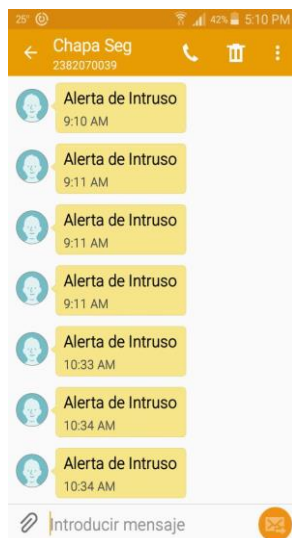 25° 42% 5:10 PM
Chapa Seg
2382070039
Alerta de Intruso
9:10 AM
Alerta de Intruso
9:11 AM
Alerta de Intruso
9:11 AM
Alerta de Intruso
9:11 AM
Alerta de Intruso
10:33 AM
Alerta de Intruso
10:34 AM
Alerta de Intruso
10:34 AM
Introducir mensaje